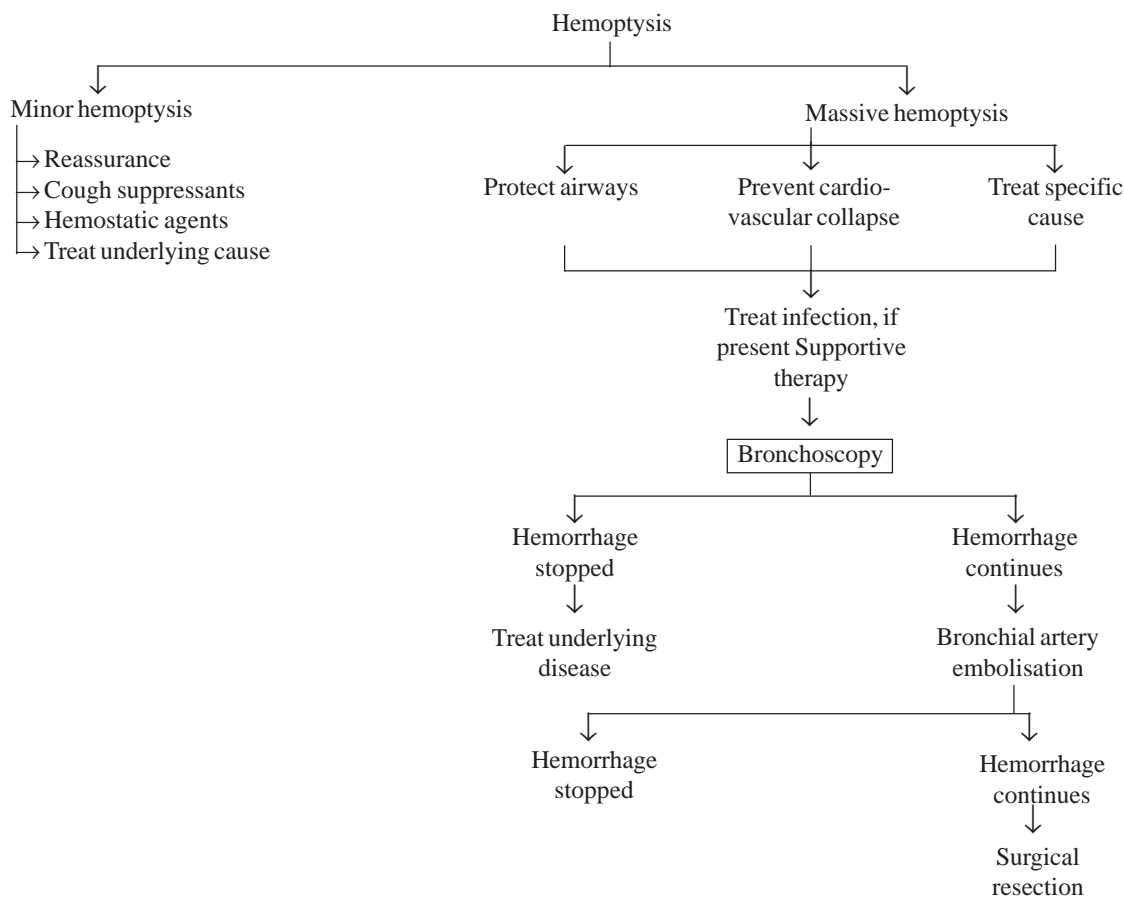 Hemoptysis
Minor hemoptysis
Massive hemoptysis
Reassurance
Cough suppressants
Hemostatic agents
Treat underlying cause
Protect airways
Prevent cardio-
vascular collapse
Treat specific
cause
Treat infection, if
present Supportive
therapy
Bronchoscopy
Hemorrhage
stopped
Hemorrhage
continues
Treat underlying
disease
Bronchial artery
embolisation
Hemorrhage
stopped
Hemorrhage
continues
Surgical
resection